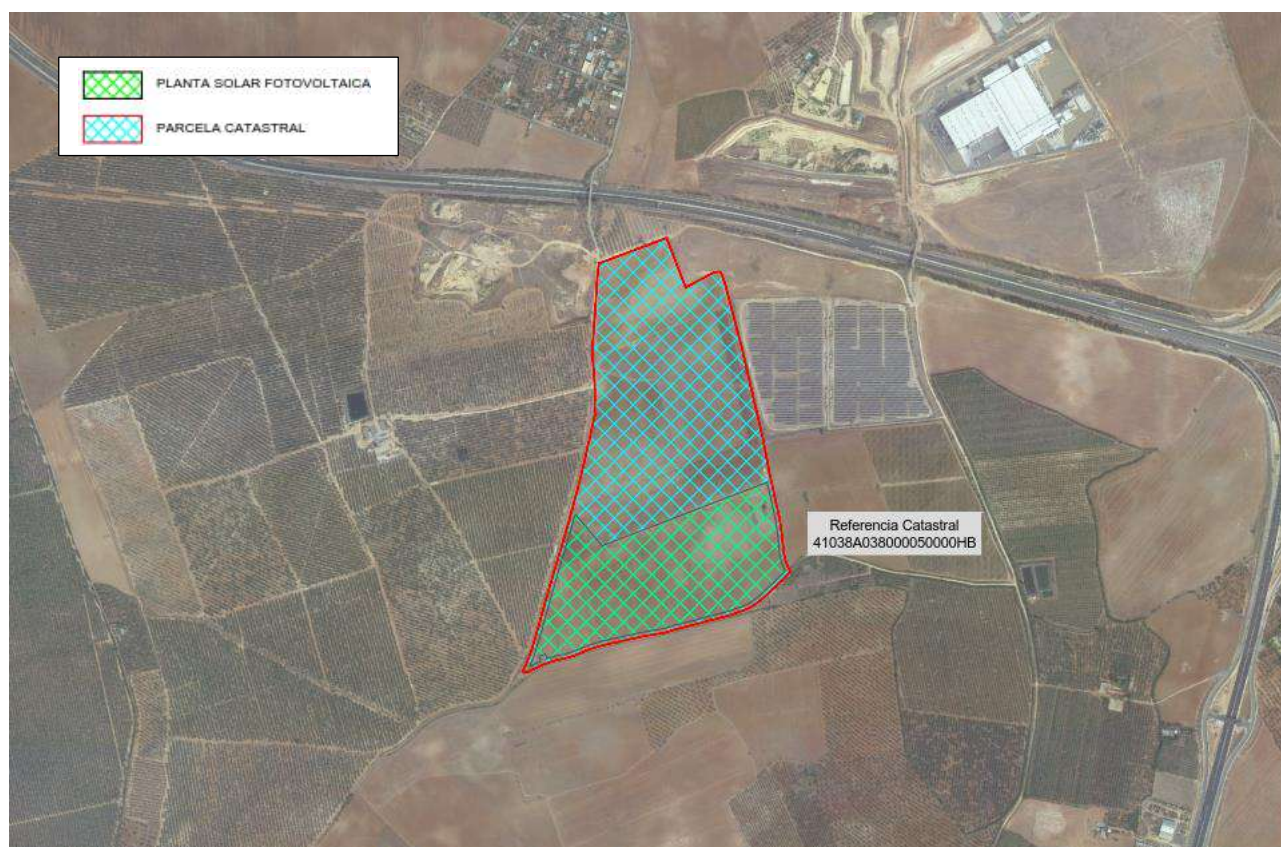 PLANTA SOLAR FOTOVOLTAICA
PARCELA CATASTRAL
Referencia Catastral
41038A038000050000HB